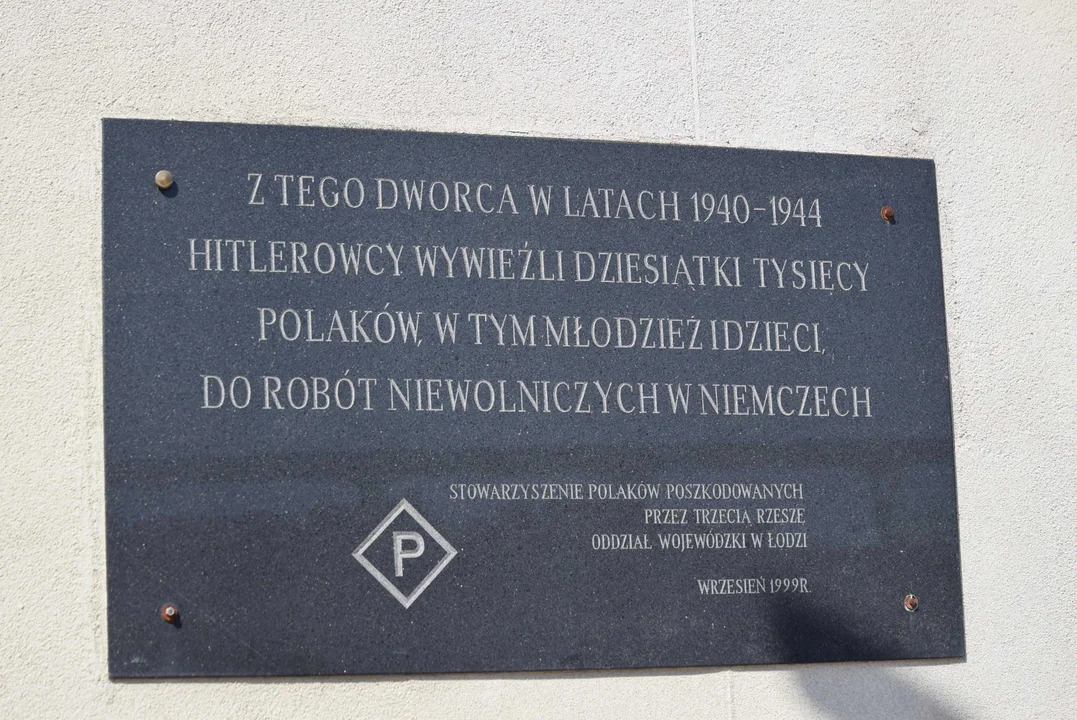 Z TEGO DWORCA W LATACH 1940-1944
HITLEROWCY WYWIEŹLI DZIESIĄTKI TYSIĘCY
POLAKÓW, W TYM MŁODZIEŻ I DZIECI,
DO ROBÓT NIEWOLNICZYCH W NIEMCZECH
STOWARZYSZENIE POLAKÓW POSZKODOWANYCH
PRZEZ TRZECIĄ RZESZE
ODDZIAŁ WOJEWÓDZKI W ŁODZI
P
WRZESIEŃ 1999R.